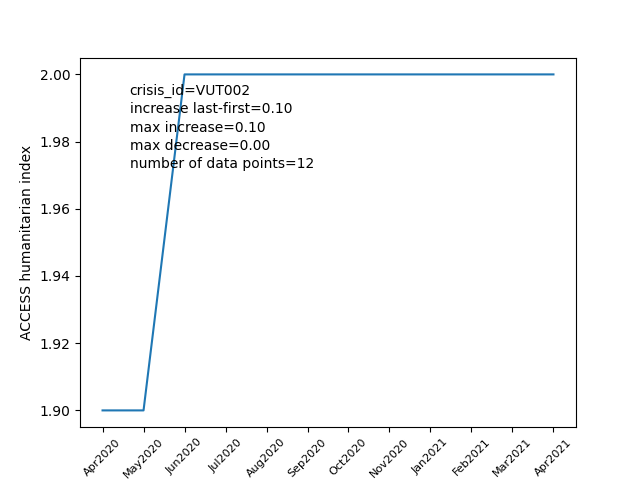 crisis_id=VUT002
increase last-first=0.10
max increase=0.10
max decrease=0.00
number of data points=12
ACCESS humanitarian index
2.00
1.98
1.96
1.94
1.92
1.90
Apr2020
May2020
Jun2020
Jul2020
Aug2020
Sep2020
Oct2020
Nov2020
Jan2021
Feb2021
Mar2021
Apr2021